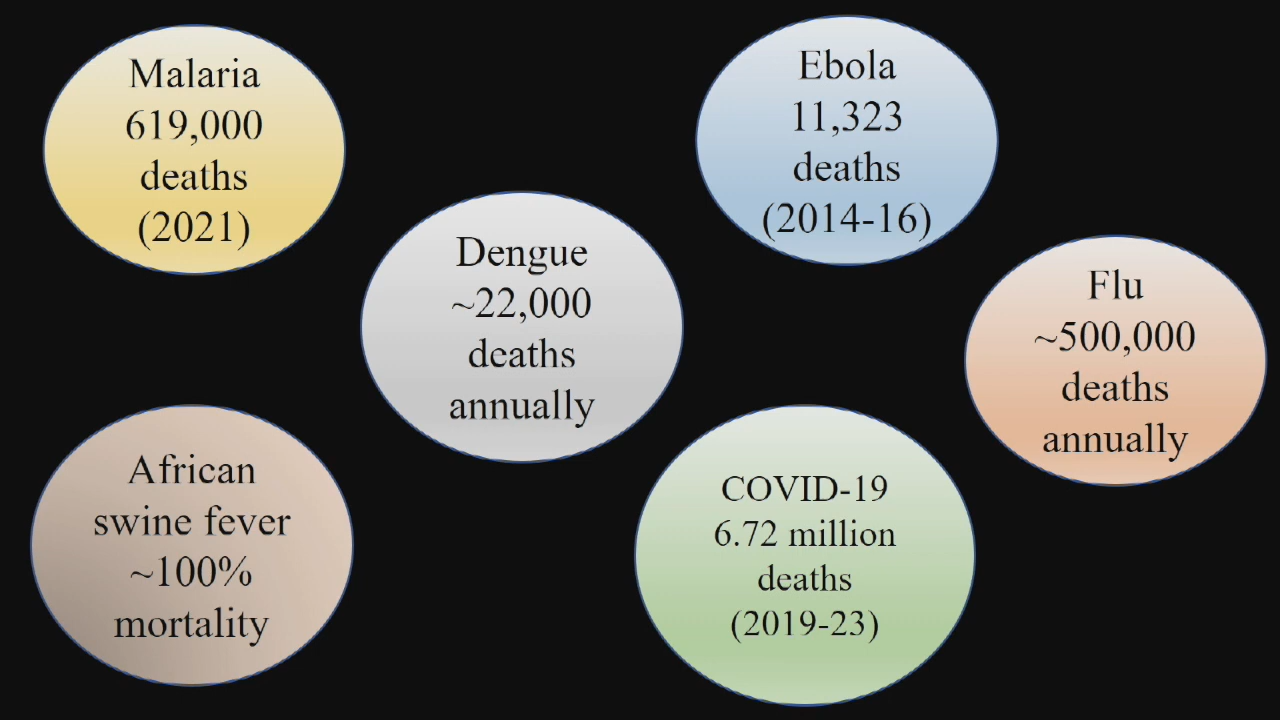 Malaria
619,000
deaths
(2021)
Ebola
11,323
deaths
(2014-16)
Dengue
~22,000
deaths
annually
Flu
~500,000
deaths
annually
African
swine fever
~100%
mortality
COVID-19
6.72 million
deaths
(2019-23)